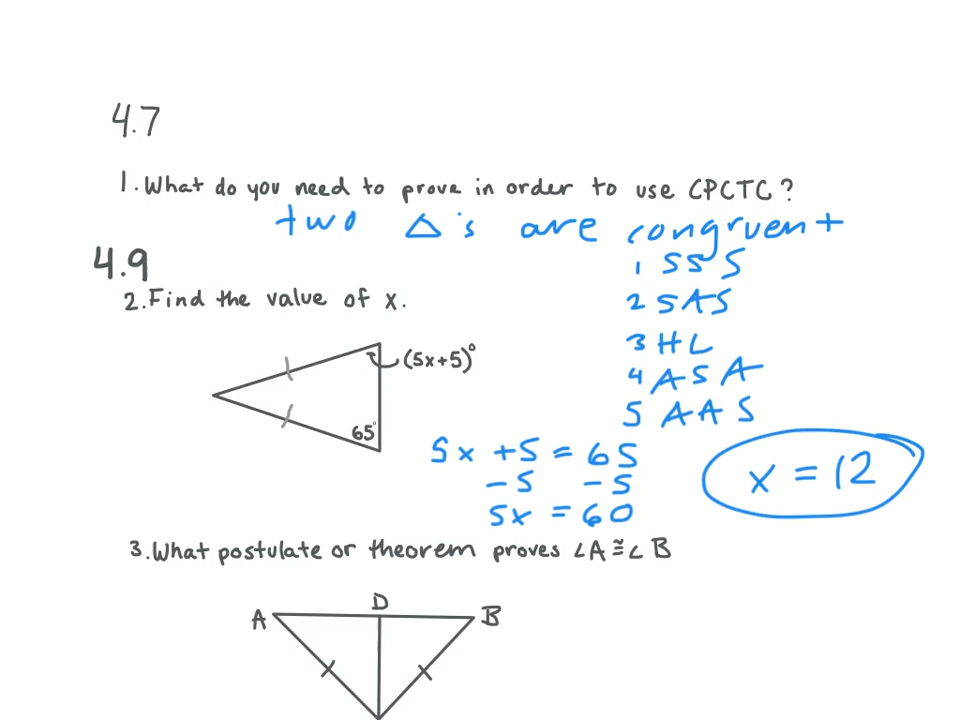 4.7
1. What do you need to prove in order to use CPCTC?
two Δ's are congruent
1 SSS
4.9
2. Find the value of x.
2 SAS
3 HL
(5x+5)°
4 ASA
5 AAS
65°
5x + 5 = 65
-5 -5
x = 12
5x = 60
3. What postulate or theorem proves ∠A ≅ ∠B
D
A B